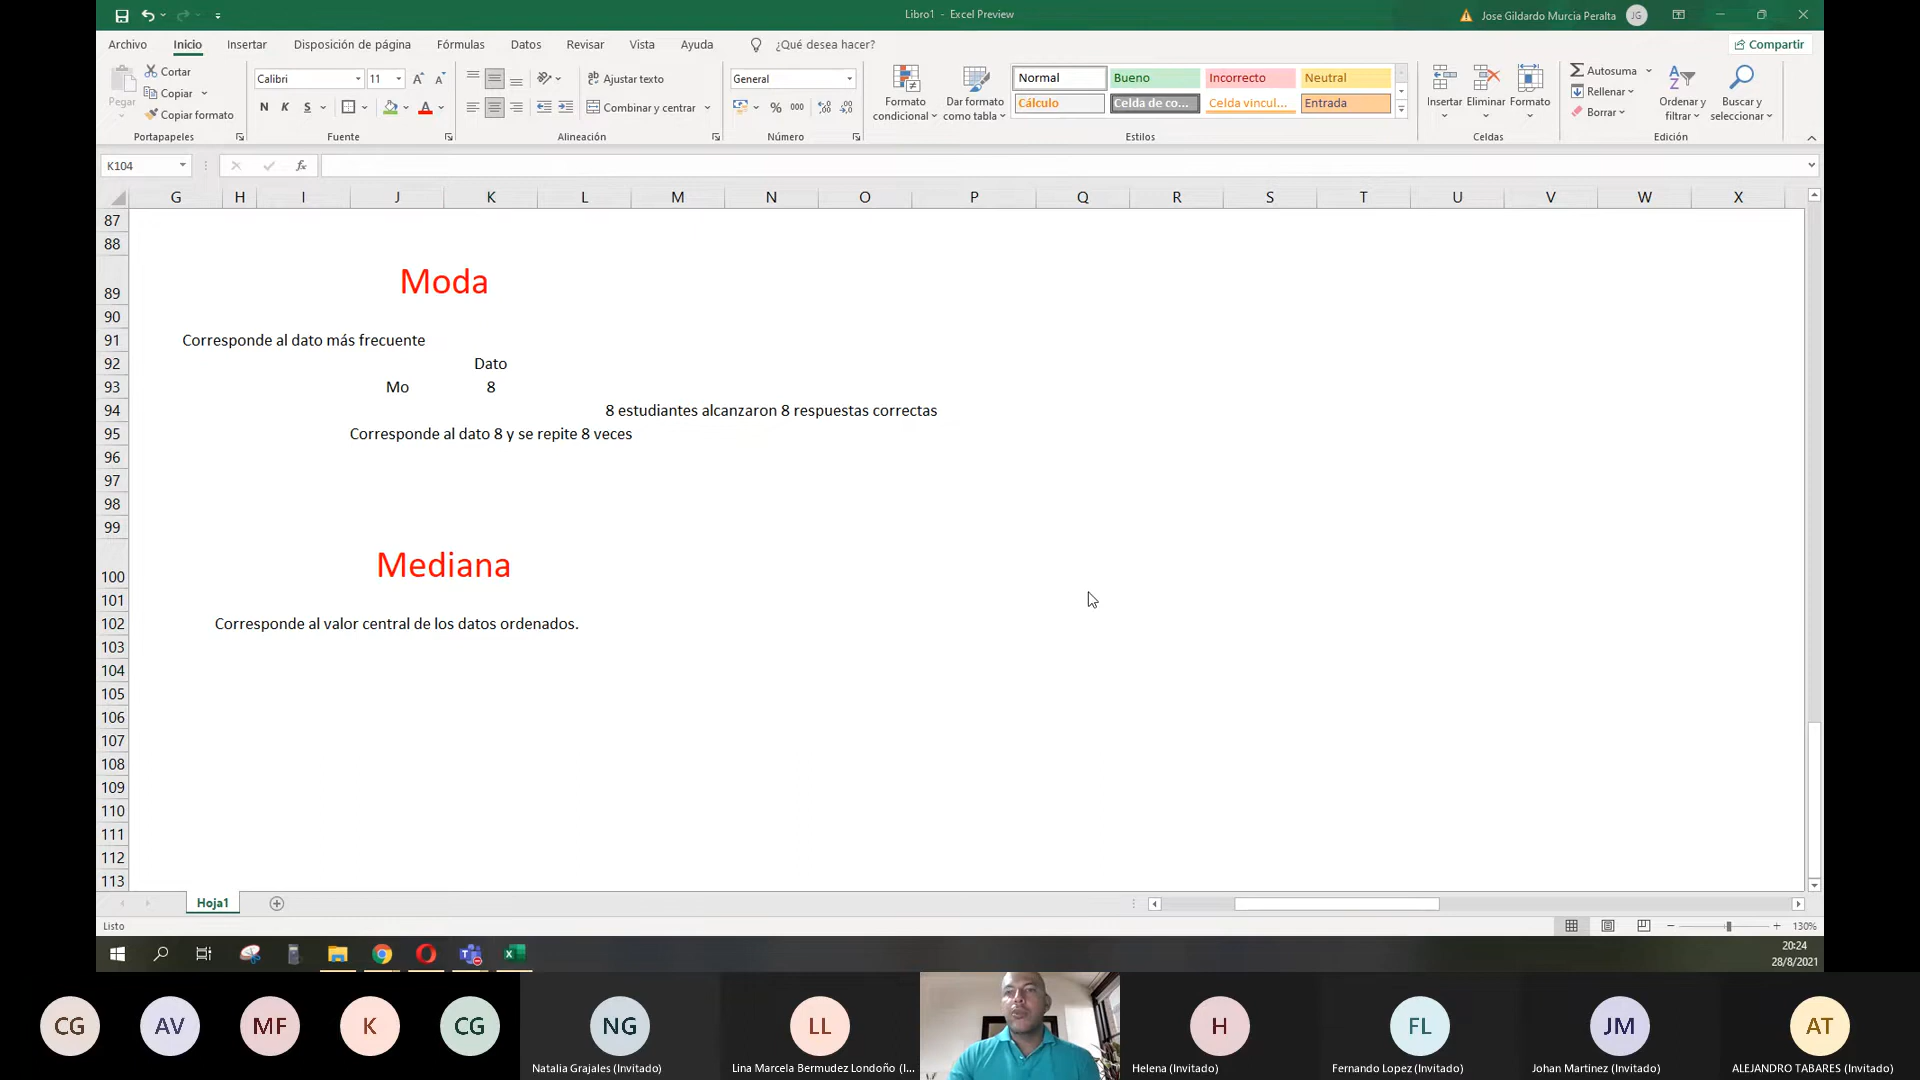 Libro1 - Excel Preview
Jose Gildardo Murcia Peralta JG
Archivo Inicio Insertar Disposición de página Fórmulas Datos Revisar Vista Ayuda ¿Qué desea hacer? Compartir
Pegar
Cortar
Copiar
Copiar formato
Portapapeles
Calibri 11
N K S
Fuente
Ajustar texto
Combinar y centrar
Alineación
General
% 000
Número
Formato condicional
Dar formato como tabla
Normal Bueno Incorrecto Neutral
Cálculo Celda de co... Celda vincul... Entrada
Estilos
Insertar Eliminar Formato
Celdas
Autosuma
Rellenar
Borrar
Ordenar y filtrar
Buscar y seleccionar
Edición
K104 fx
G H I J K L M N O P Q R S T U V W X
87
88
89 Moda
90
91 Corresponde al dato más frecuente
92 Dato
93 Mo 8
94 8 estudiantes alcanzaron 8 respuestas correctas
95 Corresponde al dato 8 y se repite 8 veces
96
97
98
99
100 Mediana
101
102 Corresponde al valor central de los datos ordenados.
103
104
105
106
107
108
109
110
111
112
113
Hoja1
Listo
130%
20:24
28/8/2021
CG AV MF K CG NG LL H FL JM AT
Natalia Grajales (Invitado) Lina Marcela Bermudez Londoño (I... Helena (Invitado) Fernando Lopez (Invitado) Johan Martinez (Invitado) ALEJANDRO TABARES (Invitado)